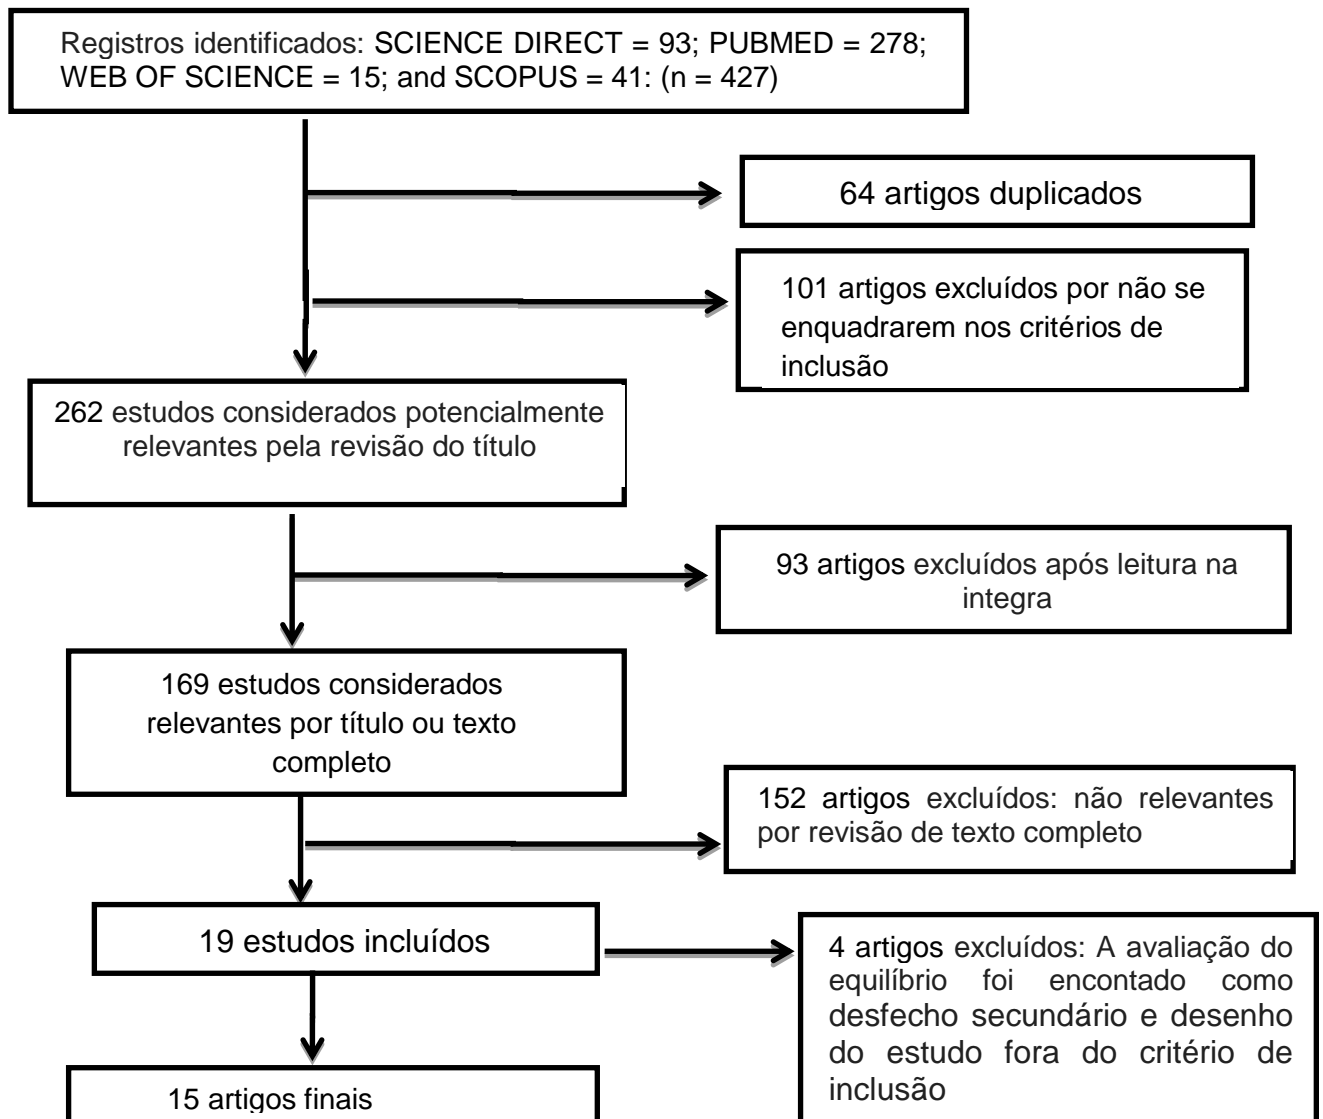 Registros identificados: SCIENCE DIRECT = 93; PUBMED = 278;
WEB OF SCIENCE = 15; and SCOPUS = 41: (n = 427)
64 artigos duplicados
101 artigos excluídos por não se
enquadrarem nos critérios de
inclusão
262 estudos considerados potencialmente
relevantes pela revisão do título
93 artigos excluídos após leitura na
integra
169 estudos considerados
relevantes por título ou texto
completo
152 artigos excluídos: não relevantes
por revisão de texto completo
19 estudos incluídos
4 artigos excluídos: A avaliação do
equilíbrio foi encontado como
desfecho secundário e desenho
do estudo fora do critério de
inclusão
15 artigos finais